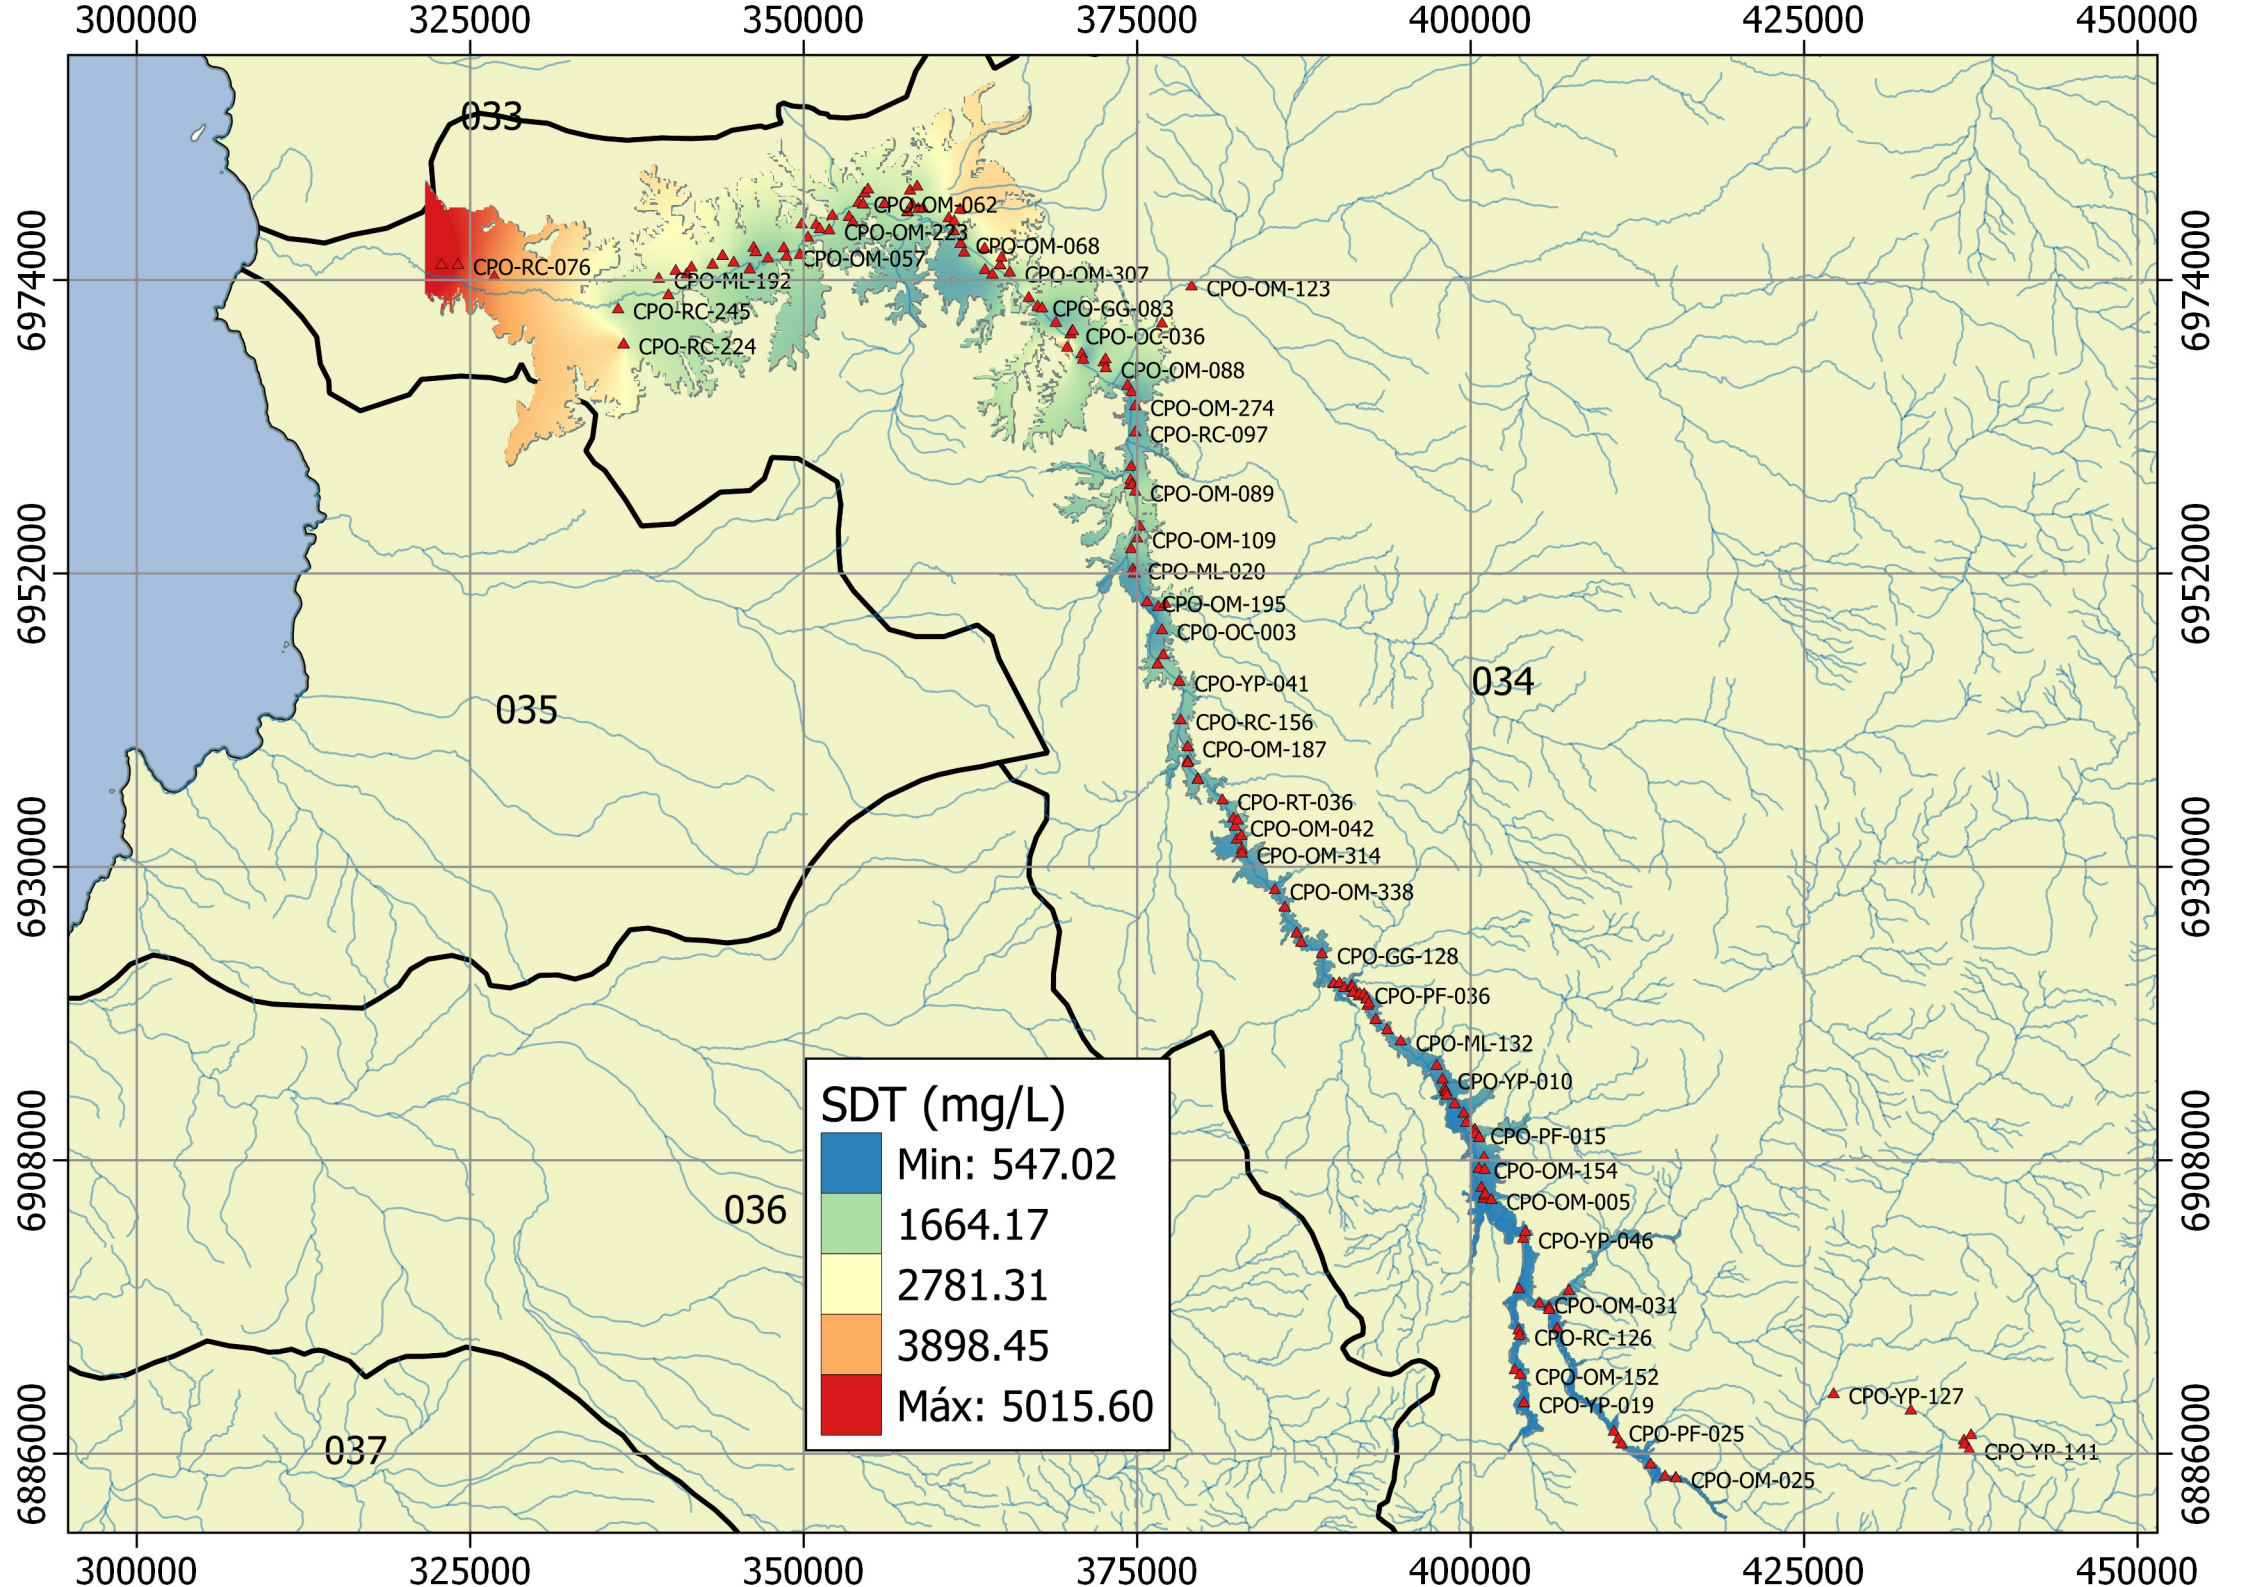 300000 325000 350000 375000 400000 425000 450000
033
CPO-OM-062
CPO-OM-223
CPO-OM-068
CPO-OM-057
CPO-RC-076
CPO-OM-307
6974000 6974000
CPO-ML-192
CPO-OM-123
CPO-RC-245
CPO-GG-083
CPO-OC-036
CPO-RC-224
CPO-OM-088
CPO-OM-274
CPO-RC-097
CPO-OM-089
CPO-OM-109
CPO-ML-020
6952000 6952000
CPO-OM-195
CPO-OC-003
034
CPO-YP-041
035
CPO-RC-156
CPO-OM-187
CPO-RT-036
CPO-OM-042
CPO-OM-314
6930000 6930000
CPO-OM-338
CPO-GG-128
CPO-PF-036
CPO-ML-132
CPO-YP-010
SDT (mg/L)
CPO-PF-015
Min: 547.02
6908000 6908000
CPO-OM-154
CPO-OM-005
036
1664.17
CPO-YP-046
2781.31
CPO-OM-031
CPO-RC-126
3898.45
CPO-OM-152
CPO-YP-127
CPO-YP-019
Máx: 5015.60
CPO-PF-025
037
6886000 6886000
CPO-YP-141
CPO-OM-025
300000 325000 350000 375000 400000 425000 450000